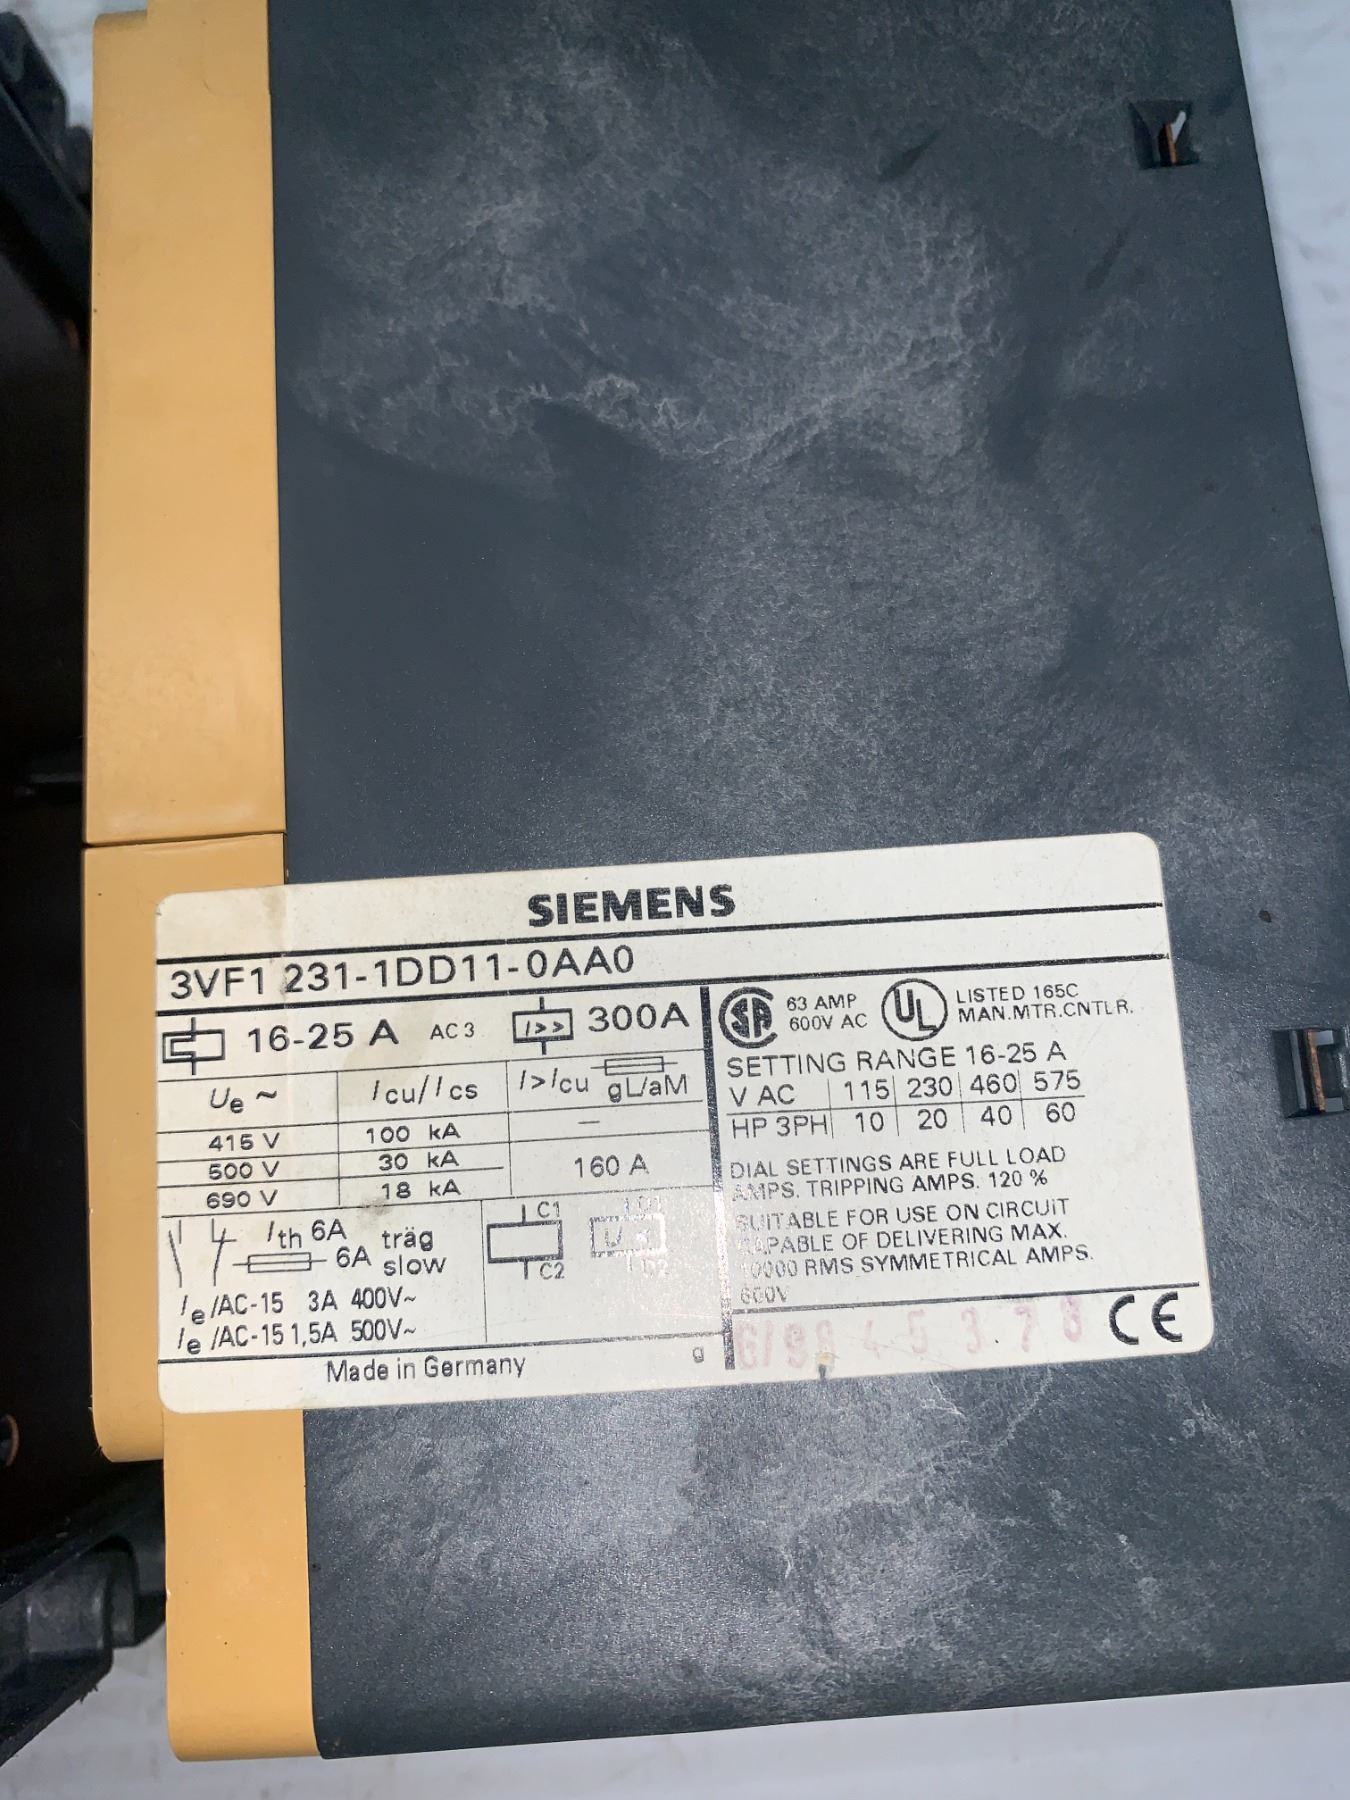 SIEMENS
3VF1 231-1DD11-0AA0
16-25 A AC3 I>> 300A
Ue ~ Icu/Ics I>Icu gL/aM
415 V 100 kA —
500 V 30 kA 160 A
690 V 18 kA
Ith 6A träg
6A slow
Ie/AC-15 3A 400V~
Ie/AC-15 1,5A 500V~
C1
C2
Made in Germany g
63 AMP
600V AC
LISTED 165C
MAN.MTR.CNTLR.
SETTING RANGE 16-25 A
V AC 115 230 460 575
HP 3PH 10 20 40 60
DIAL SETTINGS ARE FULL LOAD
AMPS. TRIPPING AMPS. 120 %
SUITABLE FOR USE ON CIRCUIT
CAPABLE OF DELIVERING MAX.
10000 RMS SYMMETRICAL AMPS.
600V
CE